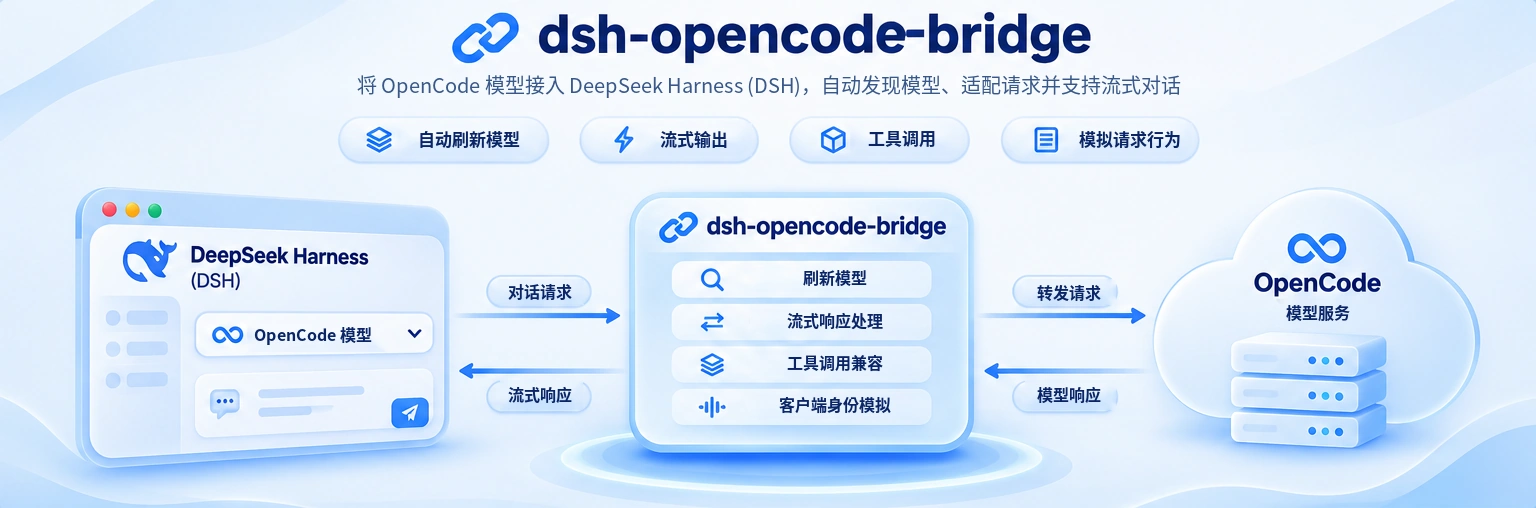 dsh-opencode-bridge
将 OpenCode 模型接入 DeepSeek Harness (DSH)，自动发现模型、适配请求并支持流式对话
自动刷新模型
流式输出
工具调用
模拟请求行为
DeepSeek Harness
(DSH)
OpenCode 模型
对话请求
流式响应
dsh-opencode-bridge
刷新模型
流式响应处理
工具调用兼容
客户端身份模拟
转发请求
模型响应
OpenCode
模型服务